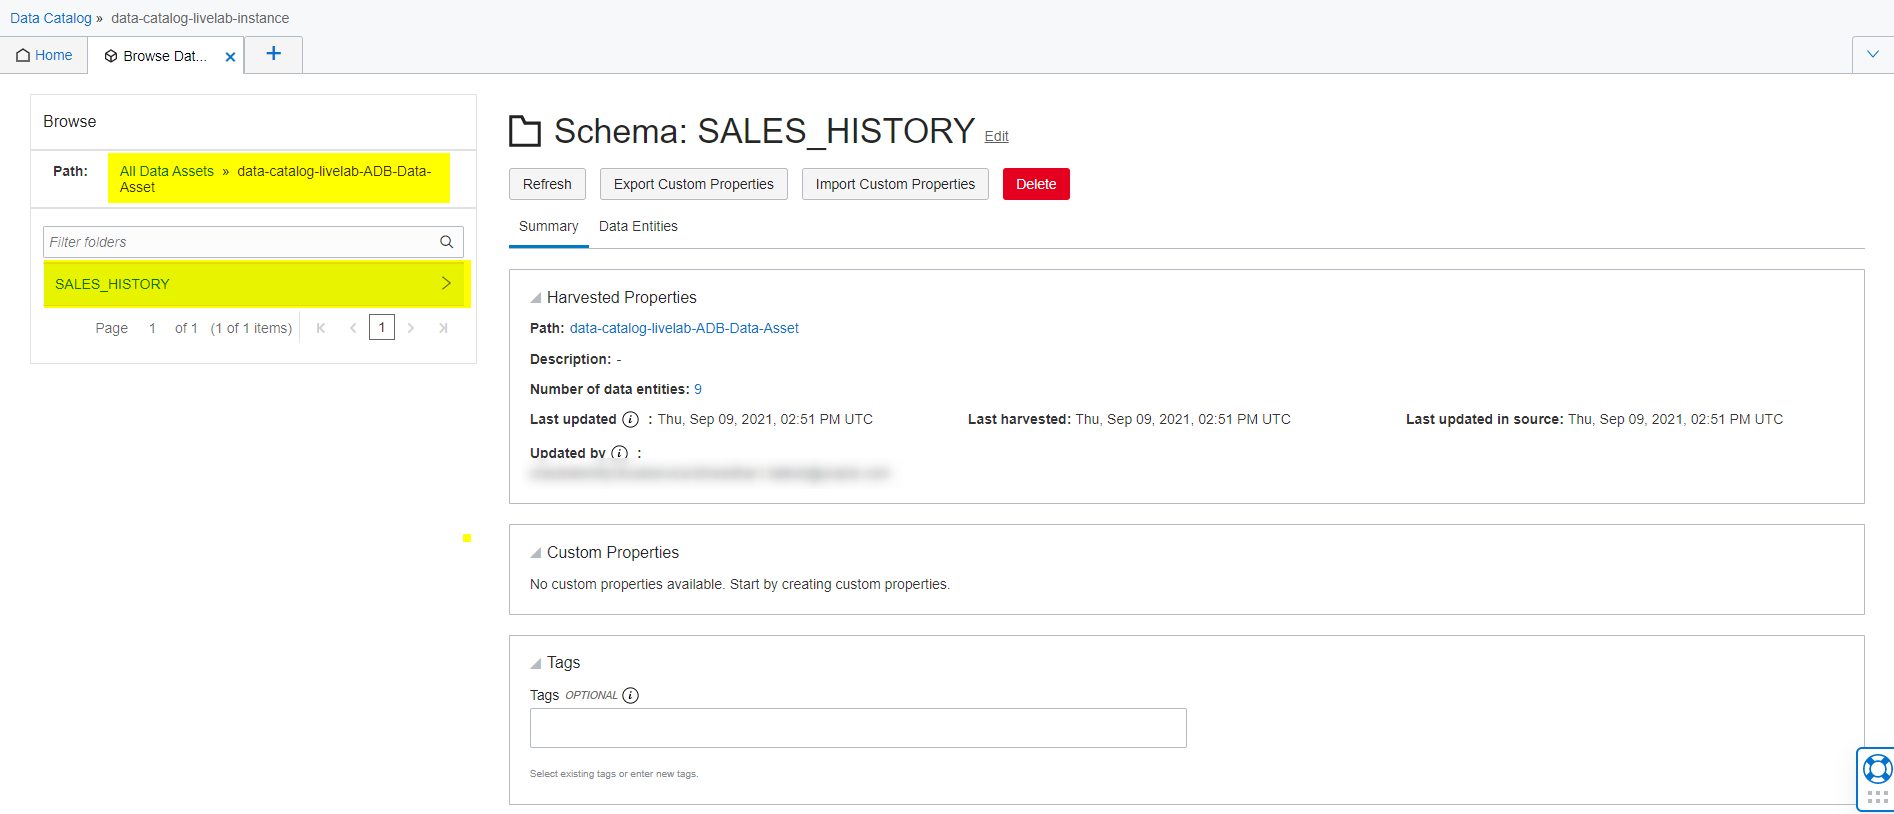 Data Catalog » data-catalog-livelab-instance
Home
Browse Dat...
Browse
Path: All Data Assets » data-catalog-livelab-ADB-Data-
Asset
Filter folders
SALES_HISTORY
Page 1 of 1 (1 of 1 items) 1
Schema: SALES_HISTORY Edit
Refresh
Export Custom Properties
Import Custom Properties
Delete
Summary
Data Entities
Harvested Properties
Path: data-catalog-livelab-ADB-Data-Asset
Description: -
Number of data entities: 9
Last updated : Thu, Sep 09, 2021, 02:51 PM UTC
Last harvested: Thu, Sep 09, 2021, 02:51 PM UTC
Last updated in source: Thu, Sep 09, 2021, 02:51 PM UTC
Updated by :
Custom Properties
No custom properties available. Start by creating custom properties.
Tags
Tags OPTIONAL
Select existing tags or enter new tags.